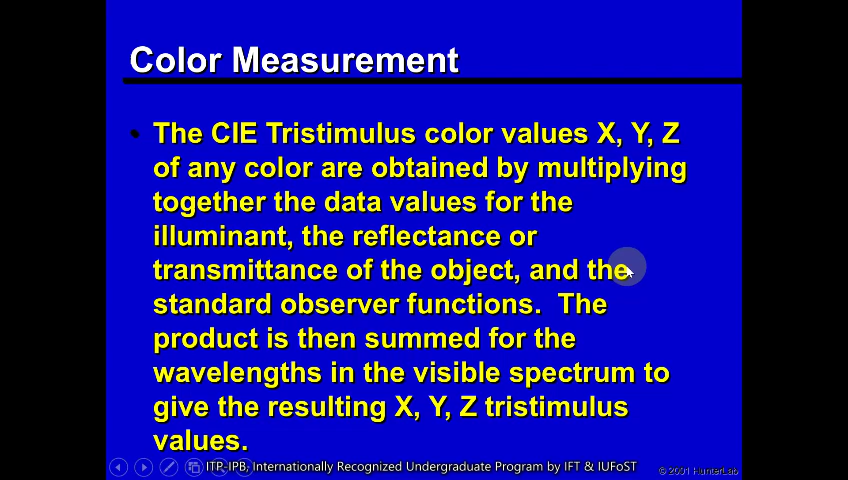 Color Measurement
• The CIE Tristimulus color values X, Y, Z
of any color are obtained by multiplying
together the data values for the
illuminant, the reflectance or
transmittance of the object, and the
standard observer functions.  The
product is then summed for the
wavelengths in the visible spectrum to
give the resulting X, Y, Z tristimulus
values.
ITP-IPB, Internationally Recognized Undergraduate Program by IFT & IUFoST
© 2001 HunterLab